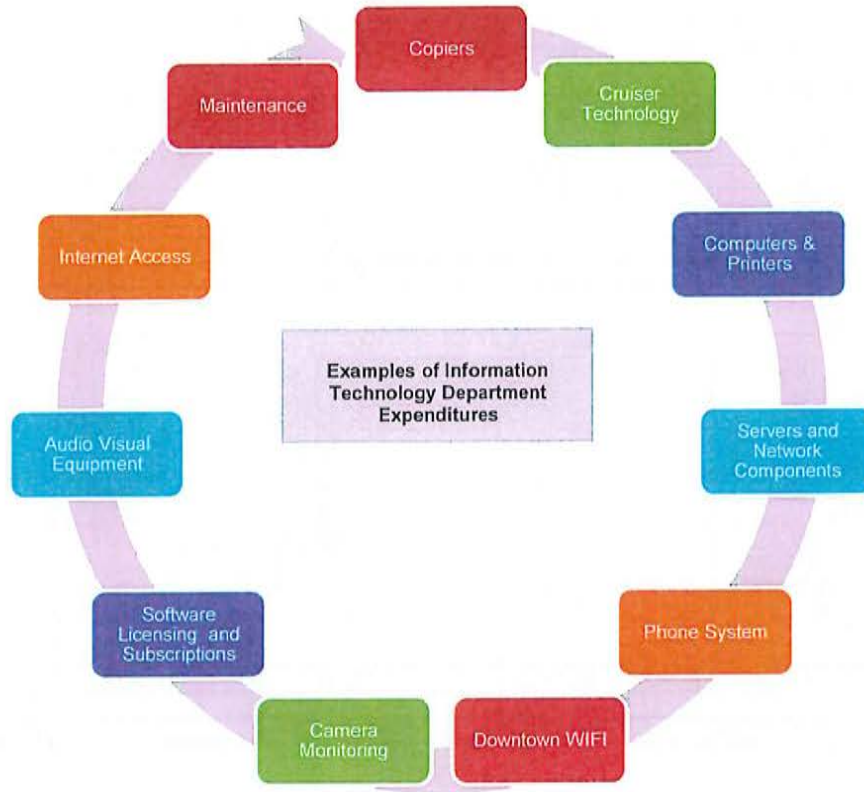 Copiers
Cruiser
Technology
Computers &
Printers
Servers and
Network
Components
Phone System
Downtown WIFI
Camera
Monitoring
Software
Licensing and
Subscriptions
Audio Visual
Equipment
Internet Access
Maintenance
Examples of Information
Technology Department
Expenditures